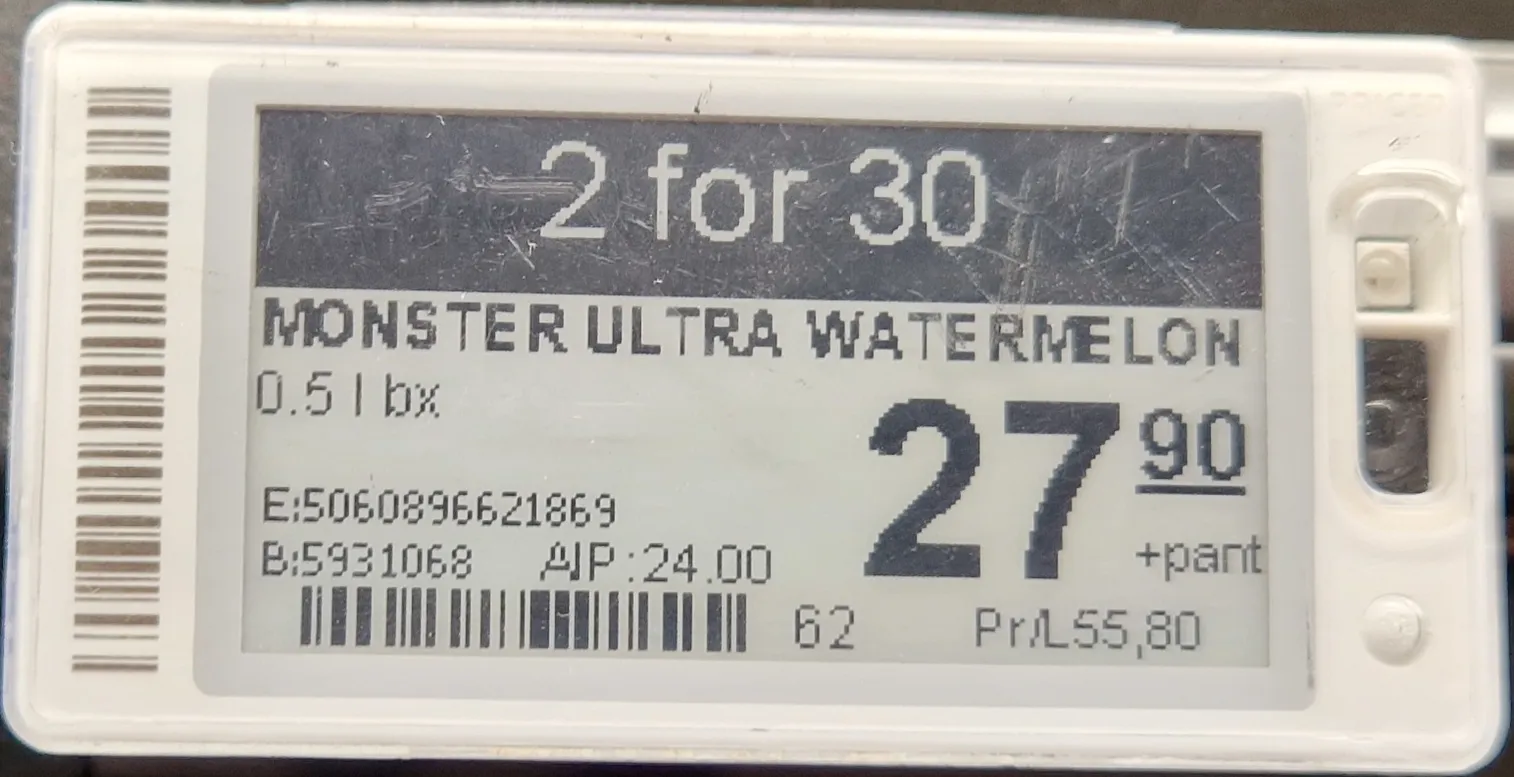 2 for 30
MONSTER ULTRA WATERMELON
0.5 l bx
27 90
E:5060896621869
B:5931068 AIP:24.00
+pant
62 Pr/L55,80